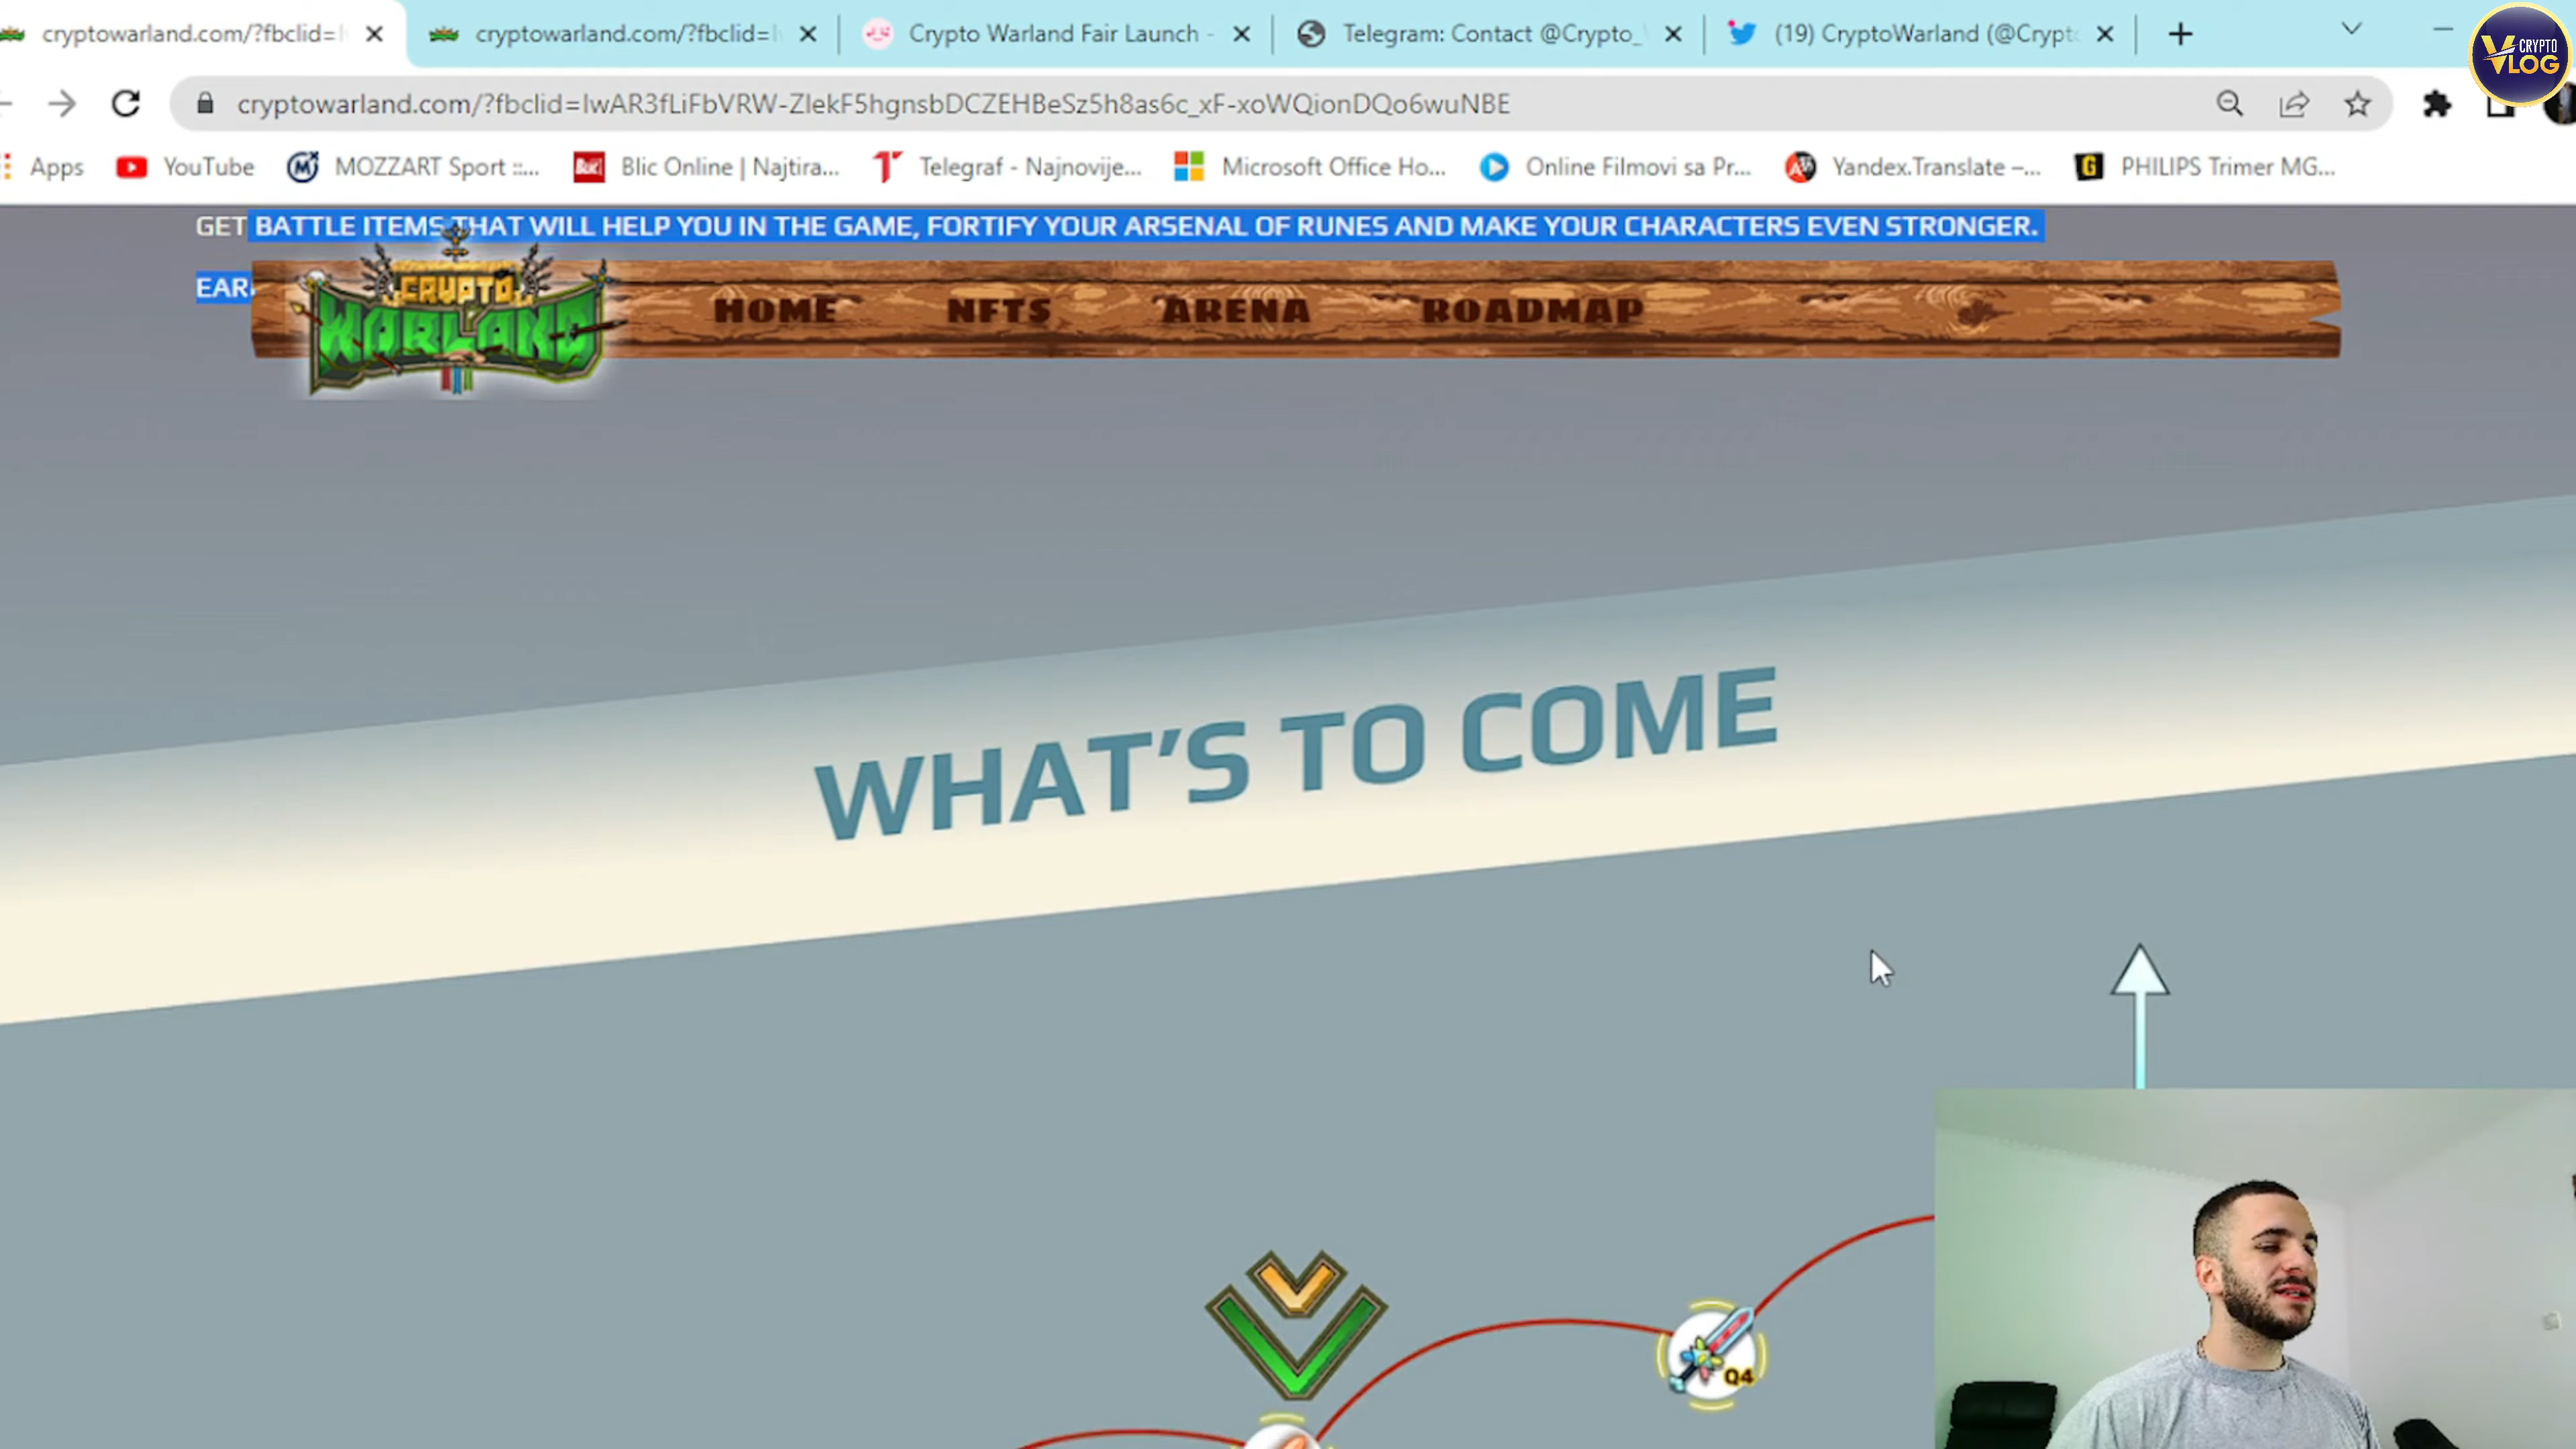 cryptowarland.com/?fbclid=
cryptowarland.com/?fbclid=
Crypto Warland Fair Launch -
Telegram: Contact @Crypto_
(19) CryptoWarland (@Crypt
CRYPTO
VLOG
cryptowarland.com/?fbclid=IwAR3fLiFbVRW-ZlekF5hgnsbDCZEHBeSz5h8as6c_xF-xoWQionDQo6wuNBE
Apps
YouTube
MOZZART Sport ::...
Blic Online | Najtira...
Telegraf - Najnovije...
Microsoft Office Ho...
Online Filmovi sa Pr...
Yandex.Translate –...
PHILIPS Trimer MG...
GET BATTLE ITEMS THAT WILL HELP YOU IN THE GAME, FORTIFY YOUR ARSENAL OF RUNES AND MAKE YOUR CHARACTERS EVEN STRONGER.
EAR
CRYPTO
WARLAND
HOME
NFTS
ARENA
ROADMAP
WHAT'S TO COME
Q4